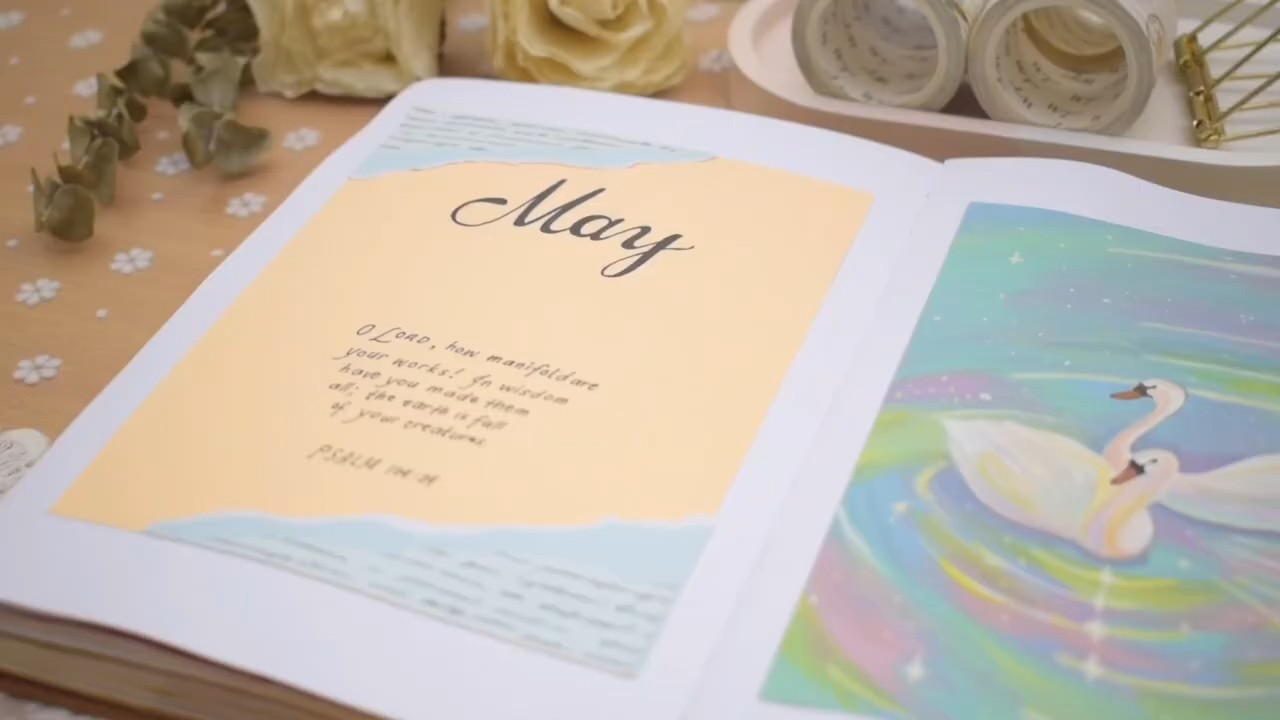 May
O LORD, how manifold are
your works! In wisdom
have you made them
all; the earth is full
of your creatures.
PSALM 104:24